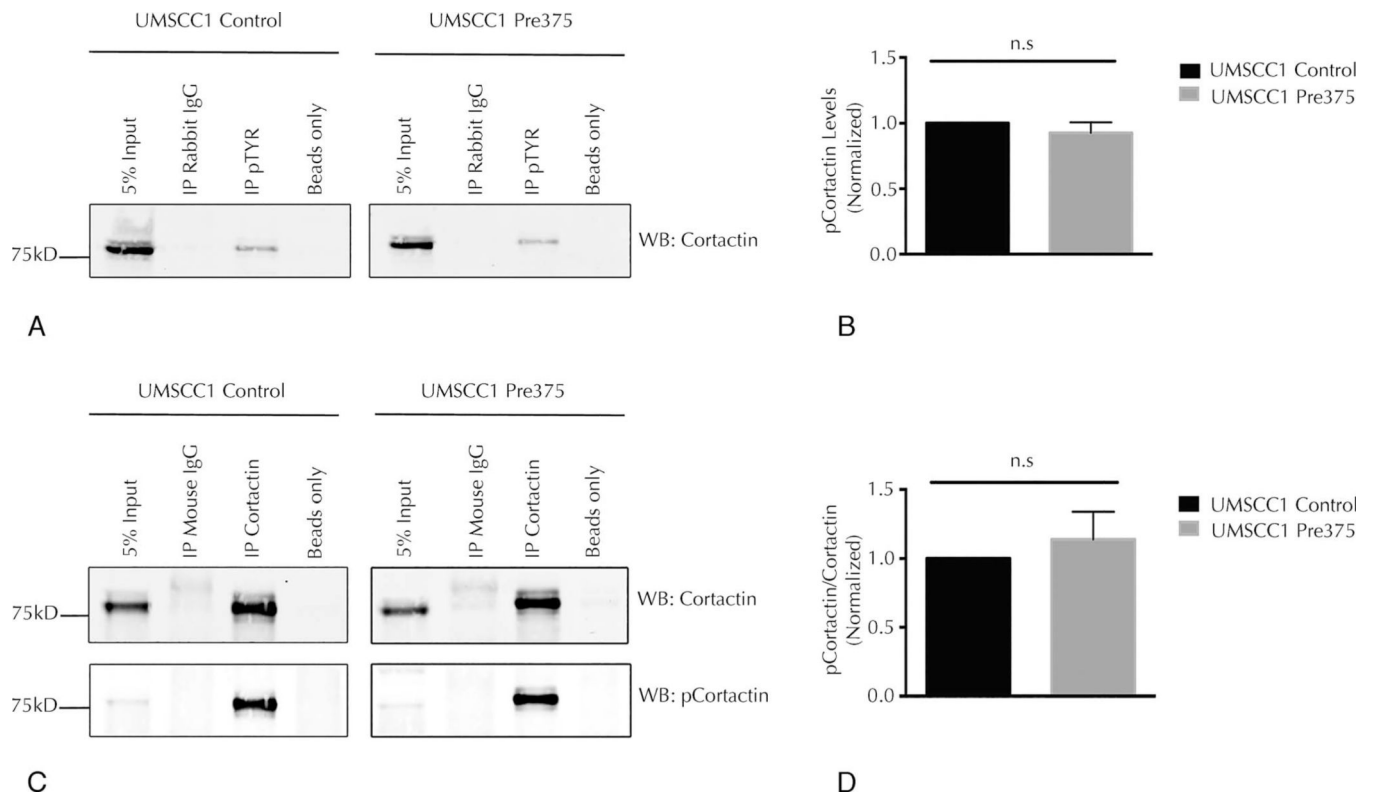 UMSCC1 Control
UMSCC1 Pre375
5% Input
IP Rabbit IgG
IP pTYR
Beads only
5% Input
IP Rabbit IgG
IP pTYR
Beads only
75kD
WB: Cortactin
A
n.s
1.5
1.0
0.5
0.0
pCortactin Levels
(Normalized)
UMSCC1 Control
UMSCC1 Pre375
B
UMSCC1 Control
UMSCC1 Pre375
5% Input
IP Mouse IgG
IP Cortactin
Beads only
5% Input
IP Mouse IgG
IP Cortactin
Beads only
75kD
WB: Cortactin
75kD
WB: pCortactin
C
n.s
1.5
1.0
0.5
0.0
pCortactin/Cortactin
(Normalized)
UMSCC1 Control
UMSCC1 Pre375
D